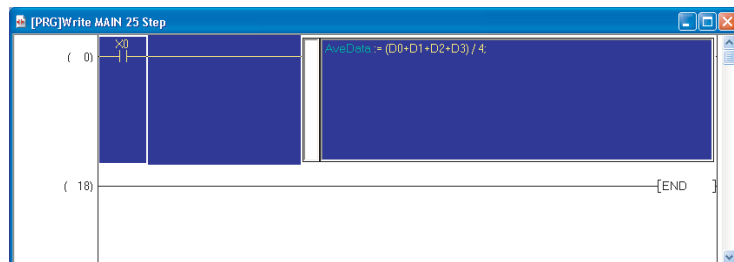 [PRG]Write MAIN 25 Step
X0
( 0)
AveData := (D0+D1+D2+D3) / 4;
( 18)
[END ]